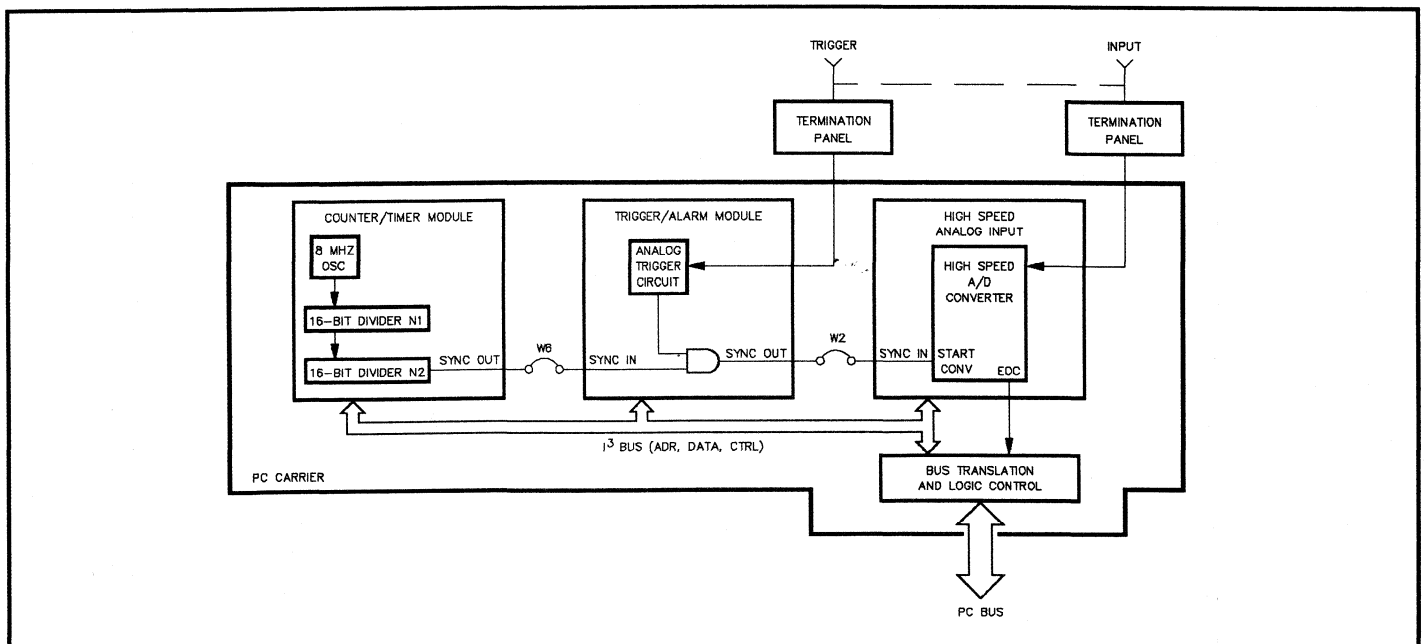 TRIGGER
INPUT
TERMINATION
PANEL
TERMINATION
PANEL
COUNTER/TIMER MODULE
8 MHZ
OSC
16-BIT DIVIDER N1
16-BIT DIVIDER N2
SYNC OUT
W6
TRIGGER/ALARM MODULE
ANALOG
TRIGGER
CIRCUIT
SYNC IN
SYNC OUT
W2
HIGH SPEED
ANALOG INPUT
HIGH SPEED
A/D
CONVERTER
SYNC IN
START
CONV
EOC
I³ BUS (ADR, DATA, CTRL)
PC CARRIER
BUS TRANSLATION
AND LOGIC CONTROL
PC BUS